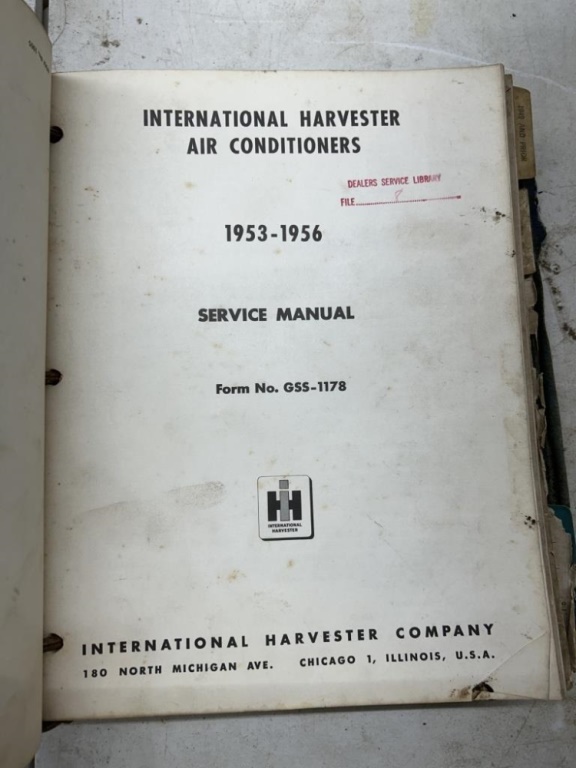 INTERNATIONAL HARVESTER
AIR CONDITIONERS
DEALERS SERVICE LIBRARY
FILE 8
1953-1956
SERVICE MANUAL
Form No. GSS-1178
IH
INTERNATIONAL
HARVESTER
INTERNATIONAL HARVESTER COMPANY
180 NORTH MICHIGAN AVE. CHICAGO 1, ILLINOIS, U.S.A.